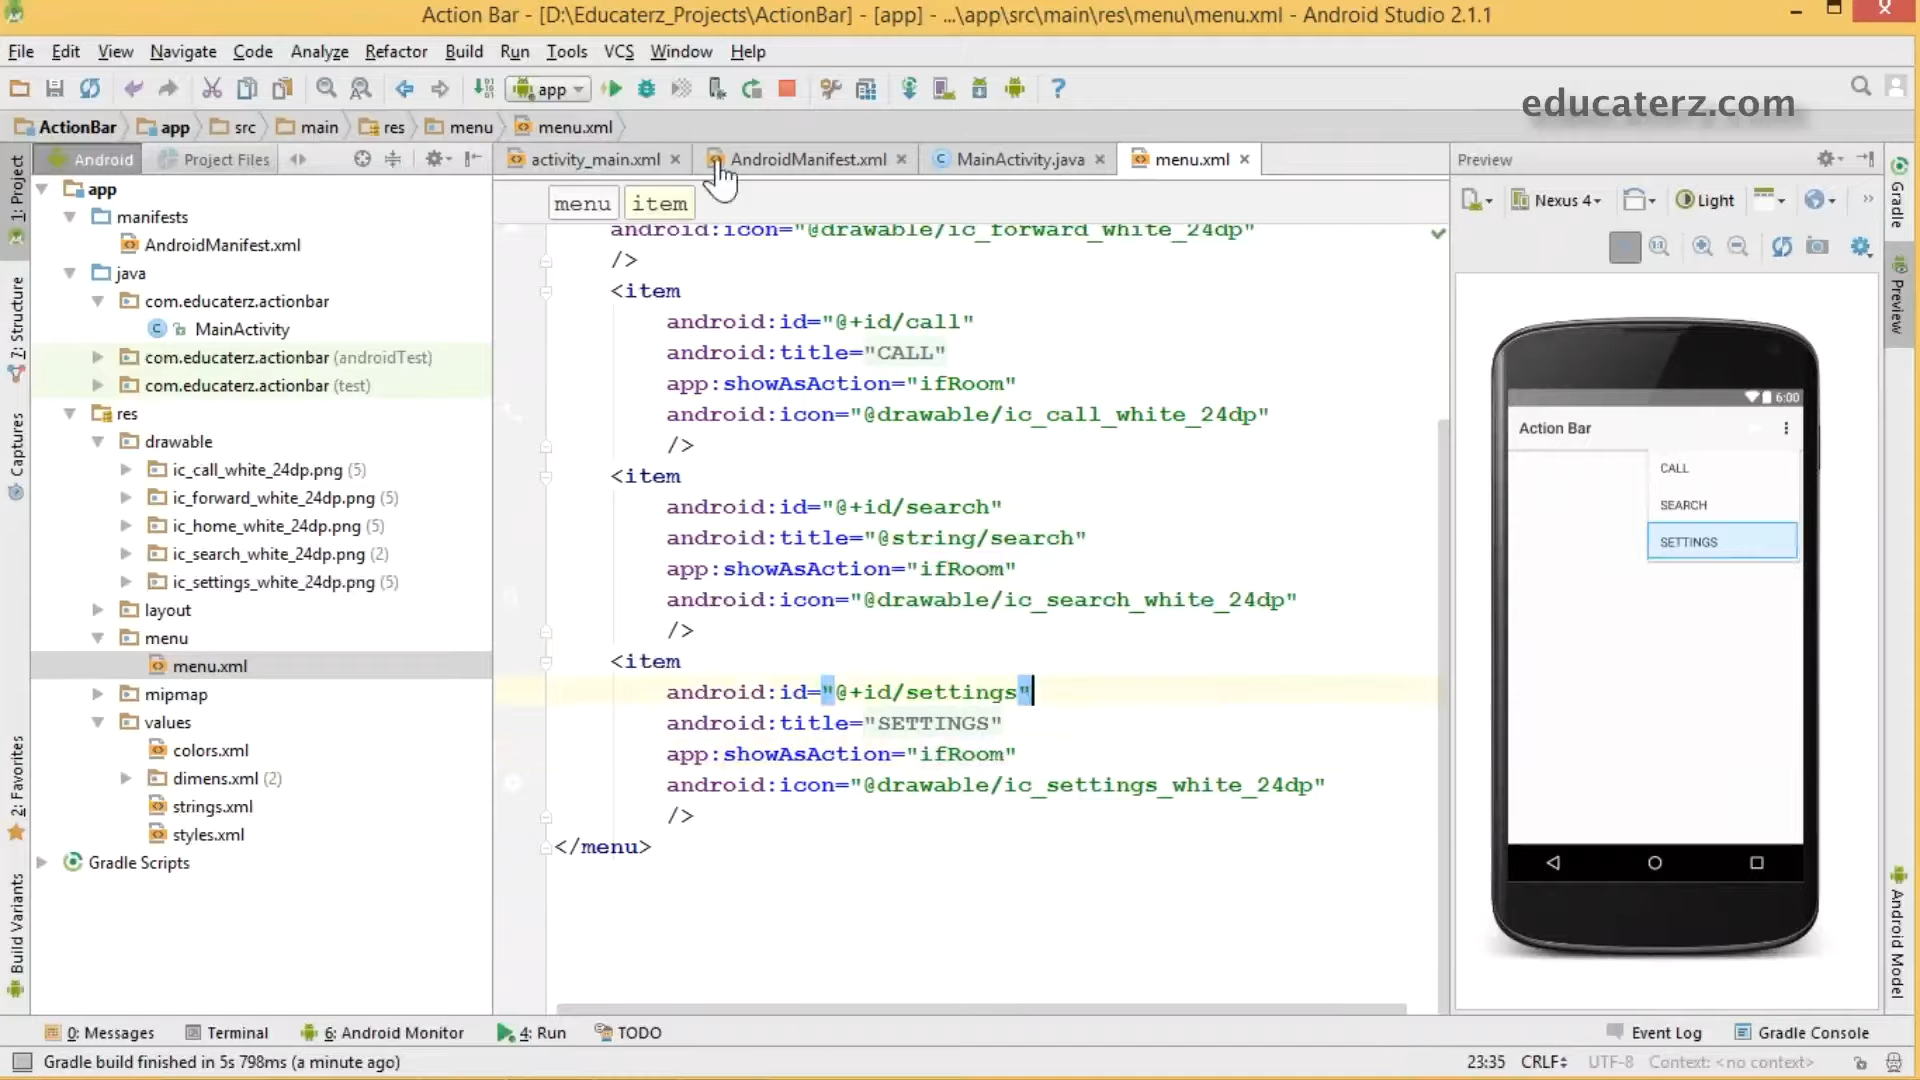 Action Bar - [D:\Educaterz_Projects\ActionBar] - [app] - ...\app\src\main\res\menu\menu.xml - Android Studio 2.1.1
File Edit View Navigate Code Analyze Refactor Build Run Tools VCS Window Help
app
educaterz.com
ActionBar app src main res menu menu.xml
1: Project
7: Structure
Captures
2: Favorites
Build Variants
Android Project Files
app
manifests
AndroidManifest.xml
java
com.educaterz.actionbar
MainActivity
com.educaterz.actionbar (androidTest)
com.educaterz.actionbar (test)
res
drawable
ic_call_white_24dp.png (5)
ic_forward_white_24dp.png (5)
ic_home_white_24dp.png (5)
ic_search_white_24dp.png (2)
ic_settings_white_24dp.png (5)
layout
menu
menu.xml
mipmap
values
colors.xml
dimens.xml (2)
strings.xml
styles.xml
Gradle Scripts
activity_main.xml AndroidManifest.xml MainActivity.java menu.xml
menu item
android:icon="@drawable/ic_forward_white_24dp"
/>
<item
android:id="@+id/call"
android:title="CALL"
app:showAsAction="ifRoom"
android:icon="@drawable/ic_call_white_24dp"
/>
<item
android:id="@+id/search"
android:title="@string/search"
app:showAsAction="ifRoom"
android:icon="@drawable/ic_search_white_24dp"
/>
<item
android:id="@+id/settings"
android:title="SETTINGS"
app:showAsAction="ifRoom"
android:icon="@drawable/ic_settings_white_24dp"
/>
</menu>
Preview
Nexus 4 Light
6:00
Action Bar
CALL
SEARCH
SETTINGS
Gradle
Preview
Android Model
0: Messages Terminal 6: Android Monitor 4: Run TODO Event Log Gradle Console
Gradle build finished in 5s 798ms (a minute ago) 23:35 CRLF UTF-8 Context: <no context>